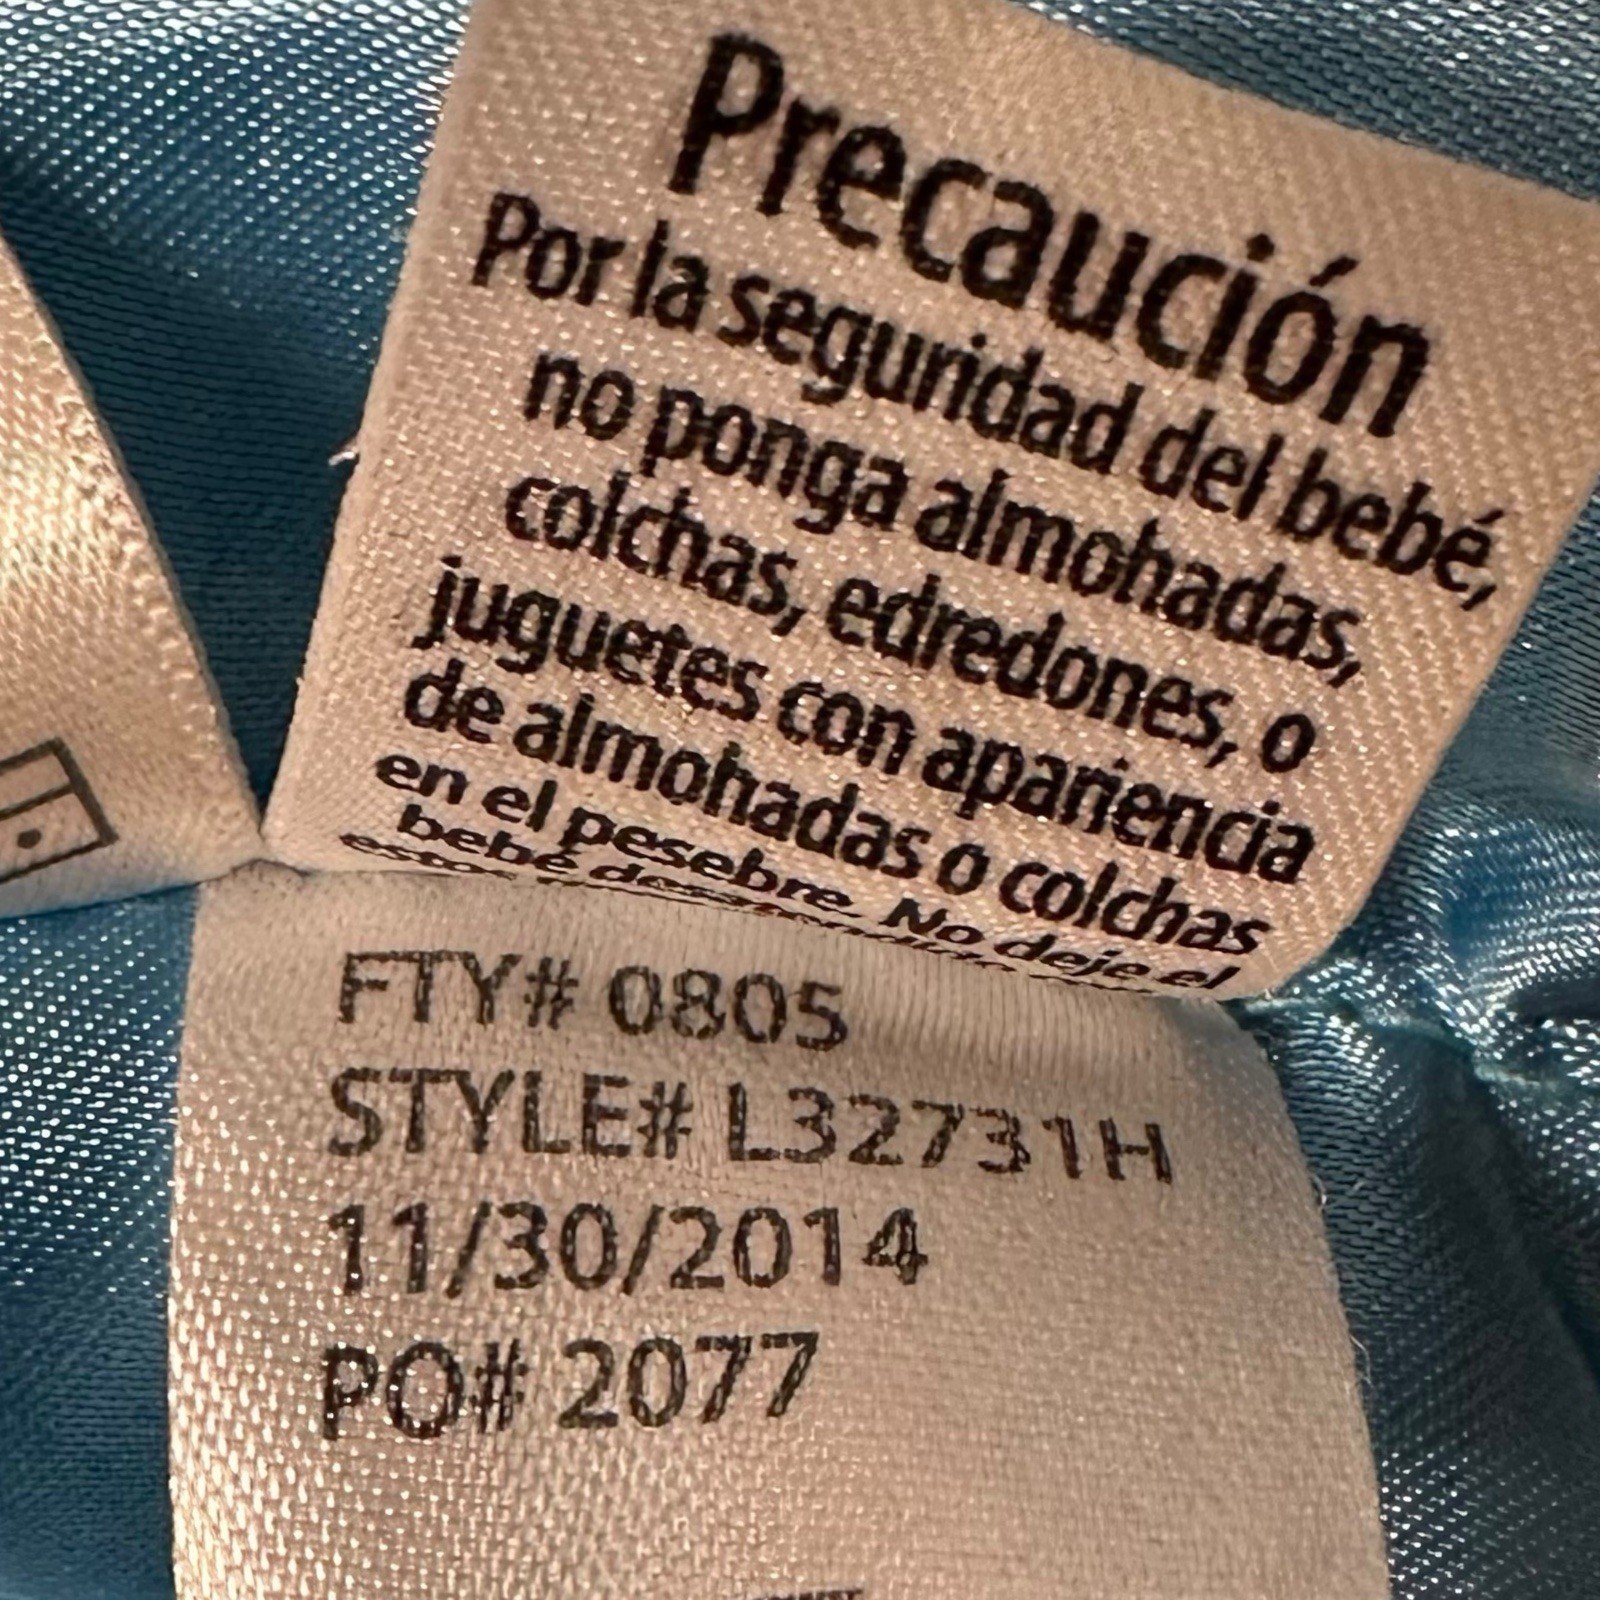 Precaución
Por la seguridad del bebé,
no ponga almohadas,
colchas, edredones, o
juguetes con apariencia
de almohadas o colchas
en el pesebre. No deje el
bebé
FTY# 0805
STYLE# L32731H
11/30/2014
PO# 2077